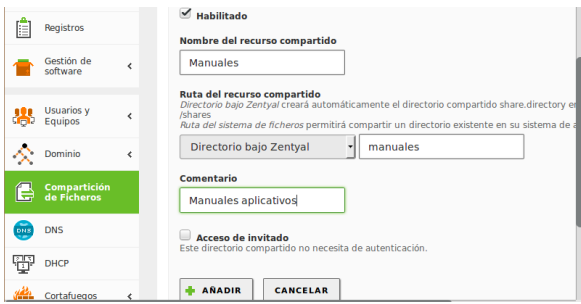 Registros
Gestión de
software
Usuarios y
Equipos
Dominio
Compartición
de Ficheros
DNS
DNS
DHCP
Cortafuegos
Habilitado
Nombre del recurso compartido
Manuales
Ruta del recurso compartido
Directorio bajo Zentyal creará automáticamente el directorio compartido share.directory en
/shares
Ruta del sistema de ficheros permitirá compartir un directorio existente en su sistema de a
Directorio bajo Zentyal
manuales
Comentario
Manuales aplicativos
Acceso de invitado
Este directorio compartido no necesita de autenticación.
+ AÑADIR
CANCELAR